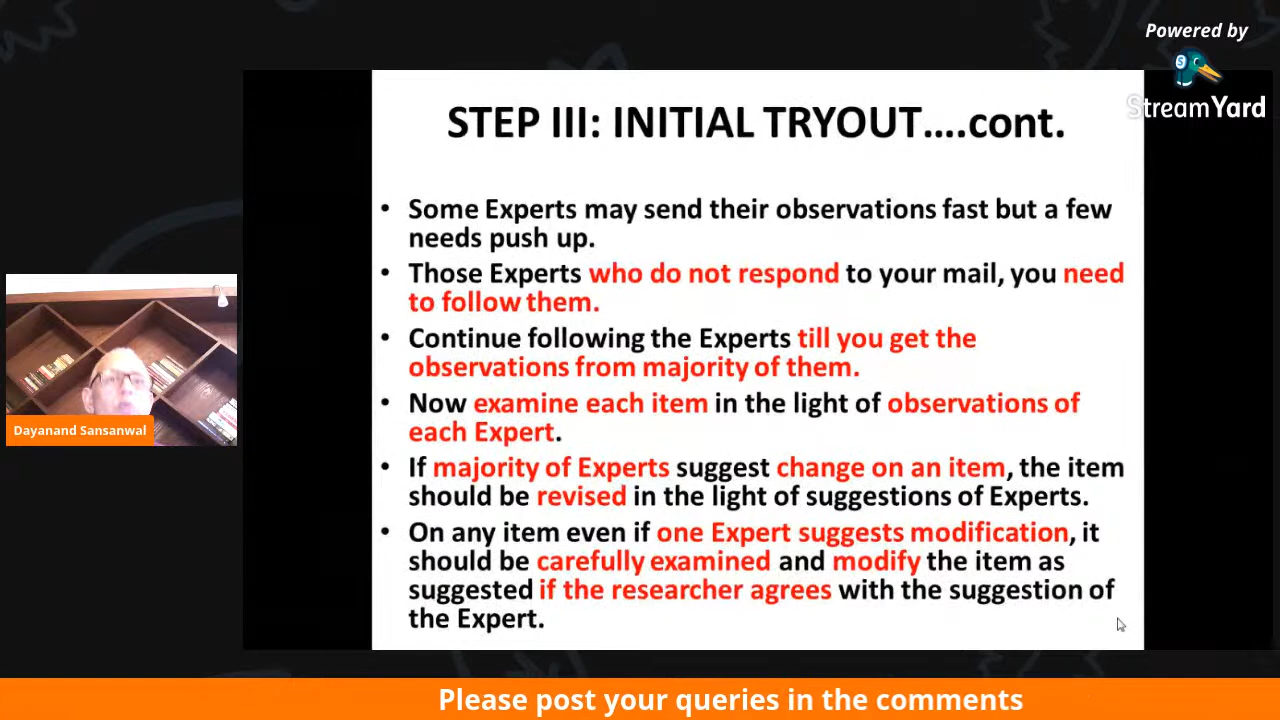 Powered by
StreamYard
STEP III: INITIAL TRYOUT....cont.
• Some Experts may send their observations fast but a few
needs push up.
• Those Experts who do not respond to your mail, you need
to follow them.
• Continue following the Experts till you get the
observations from majority of them.
• Now examine each item in the light of observations of
each Expert.
• If majority of Experts suggest change on an item, the item
should be revised in the light of suggestions of Experts.
• On any item even if one Expert suggests modification, it
should be carefully examined and modify the item as
suggested if the researcher agrees with the suggestion of
the Expert.
Dayanand Sansanwal
Please post your queries in the comments